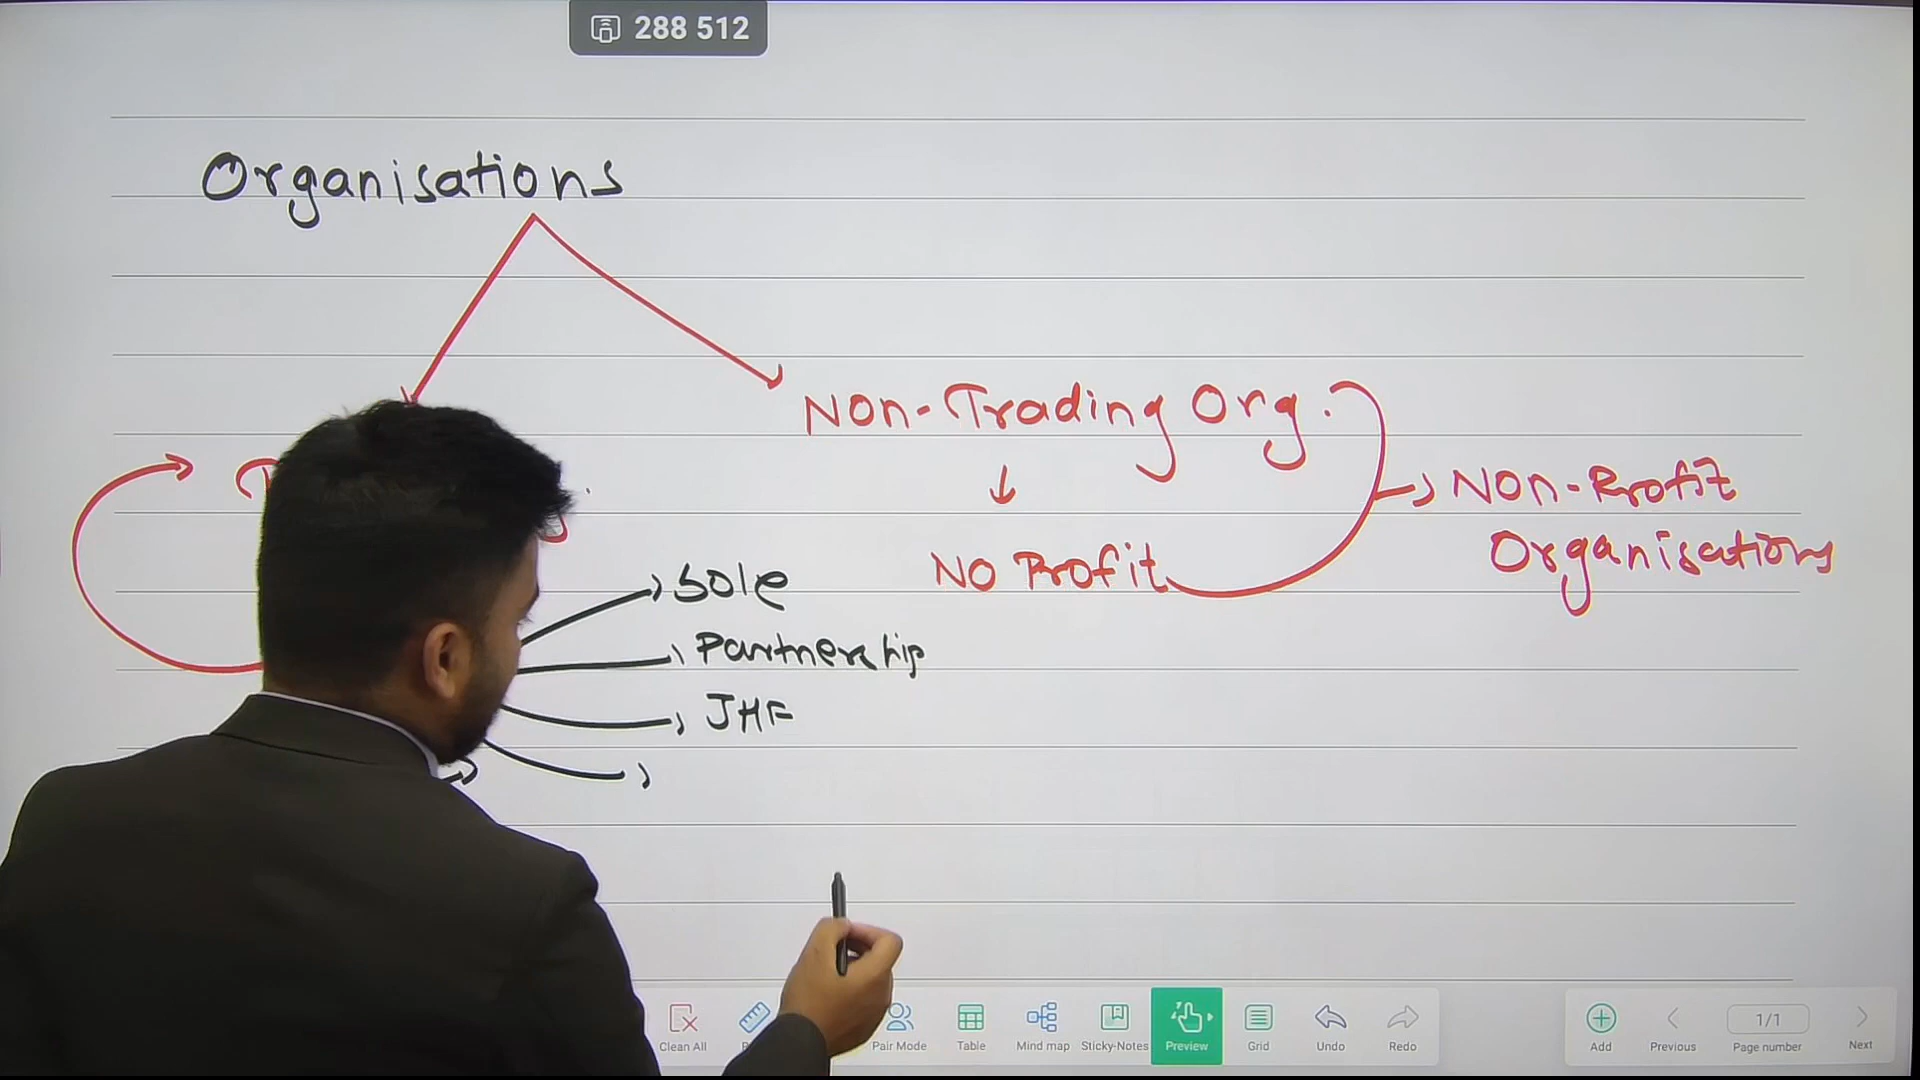 288 512
Organisations
Non-Trading Org.
Non-Profit
Organisations
No Profit
Sole
Partnership
JHF
Clean All
Pair Mode
Table
Mind map
Sticky-Notes
Preview
Grid
Undo
Redo
Add
Previous
1/1
Page number
Next